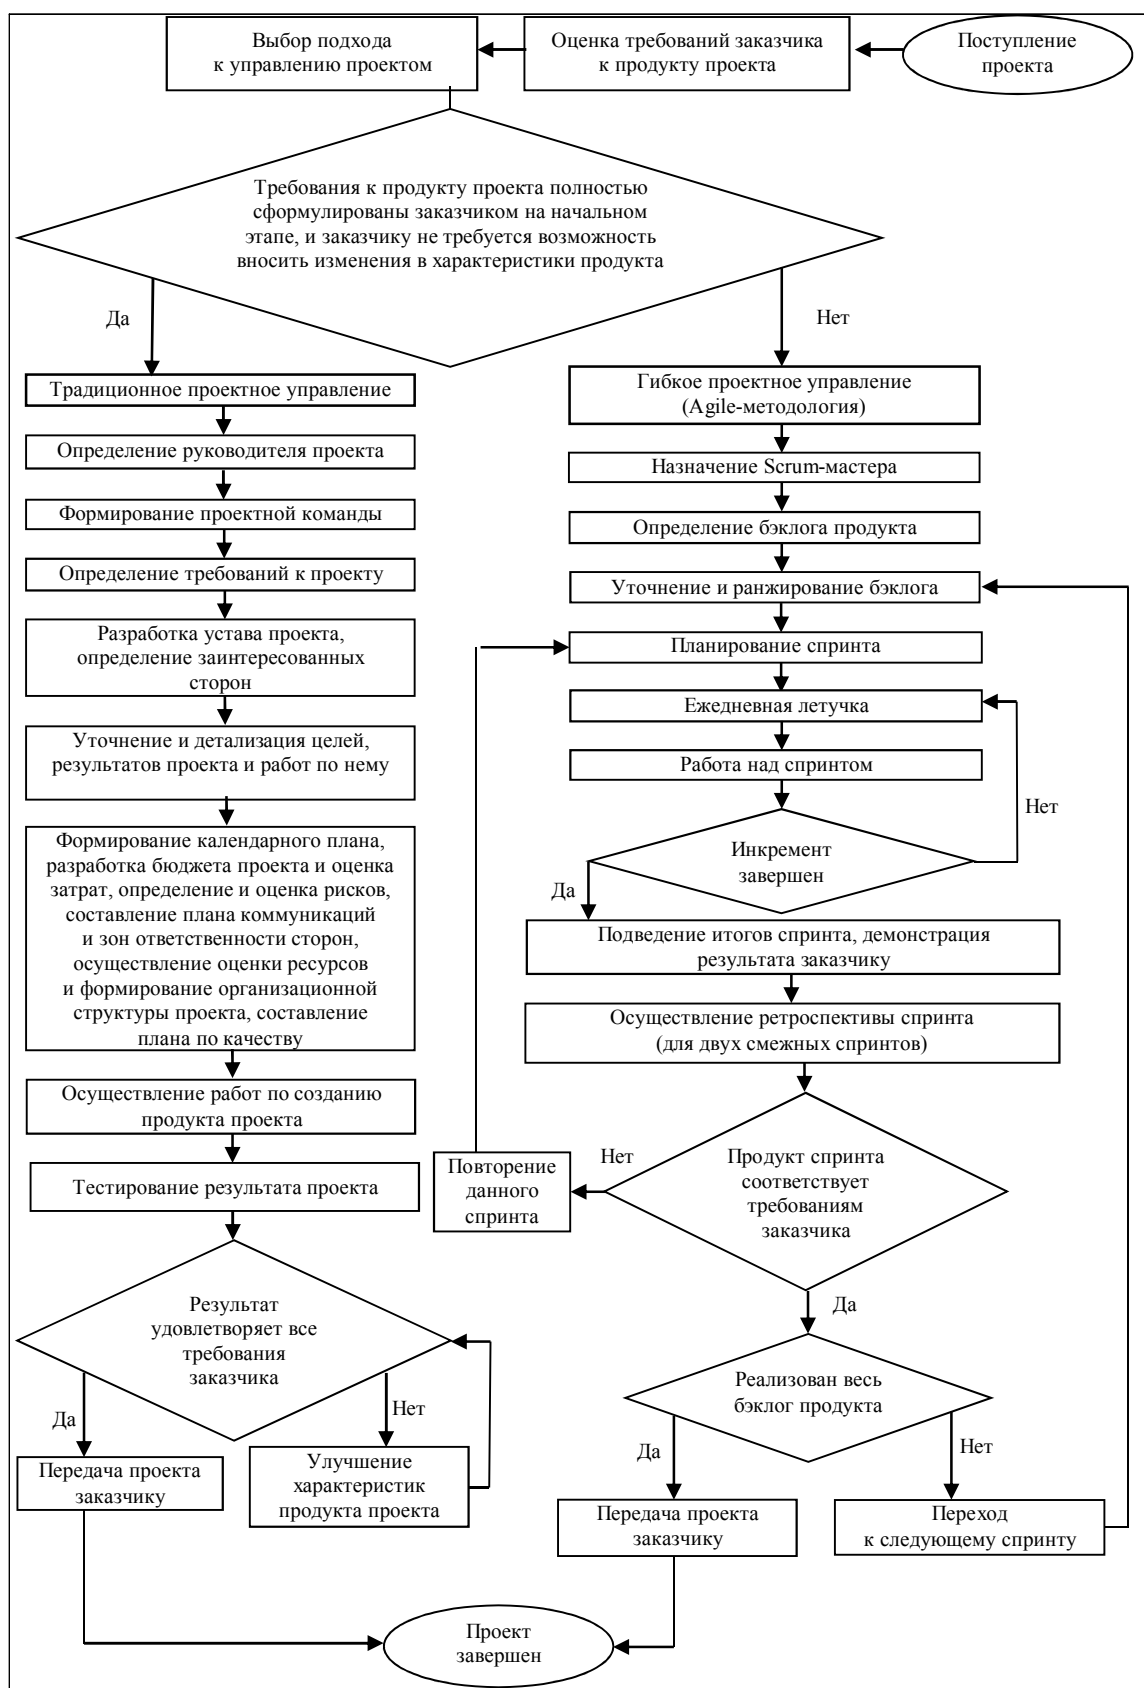 Выбор подхода
к управлению проектом
Оценка требований заказчика
к продукту проекта
Поступление
проекта
Требования к продукту проекта полностью
сформулированы заказчиком на начальном
этапе, и заказчику не требуется возможность
вносить изменения в характеристики продукта
Да
Нет
Традиционное проектное управление
Определение руководителя проекта
Формирование проектной команды
Определение требований к проекту
Разработка устава проекта,
определение заинтересованных
сторон
Уточнение и детализация целей,
результатов проекта и работ по нему
Формирование календарного плана,
разработка бюджета проекта и оценка
затрат, определение и оценка рисков,
составление плана коммуникаций
и зон ответственности сторон,
осуществление оценки ресурсов
и формирование организационной
структуры проекта, составление
плана по качеству
Осуществление работ по созданию
продукта проекта
Тестирование результата проекта
Результат
удовлетворяет все
требования
заказчика
Да
Нет
Передача проекта
заказчику
Улучшение
характеристик
продукта проекта
Гибкое проектное управление
(Agile-методология)
Назначение Scrum-мастера
Определение бэклога продукта
Уточнение и ранжирование бэклога
Планирование спринта
Ежедневная летучка
Работа над спринтом
Нет
Инкремент
завершен
Да
Подведение итогов спринта, демонстрация
результата заказчику
Осуществление ретроспективы спринта
(для двух смежных спринтов)
Нет
Повторение
данного
спринта
Продукт спринта
соответствует
требованиям
заказчика
Да
Реализован весь
бэклог продукта
Да
Нет
Передача проекта
заказчику
Переход
к следующему спринту
Проект
завершен